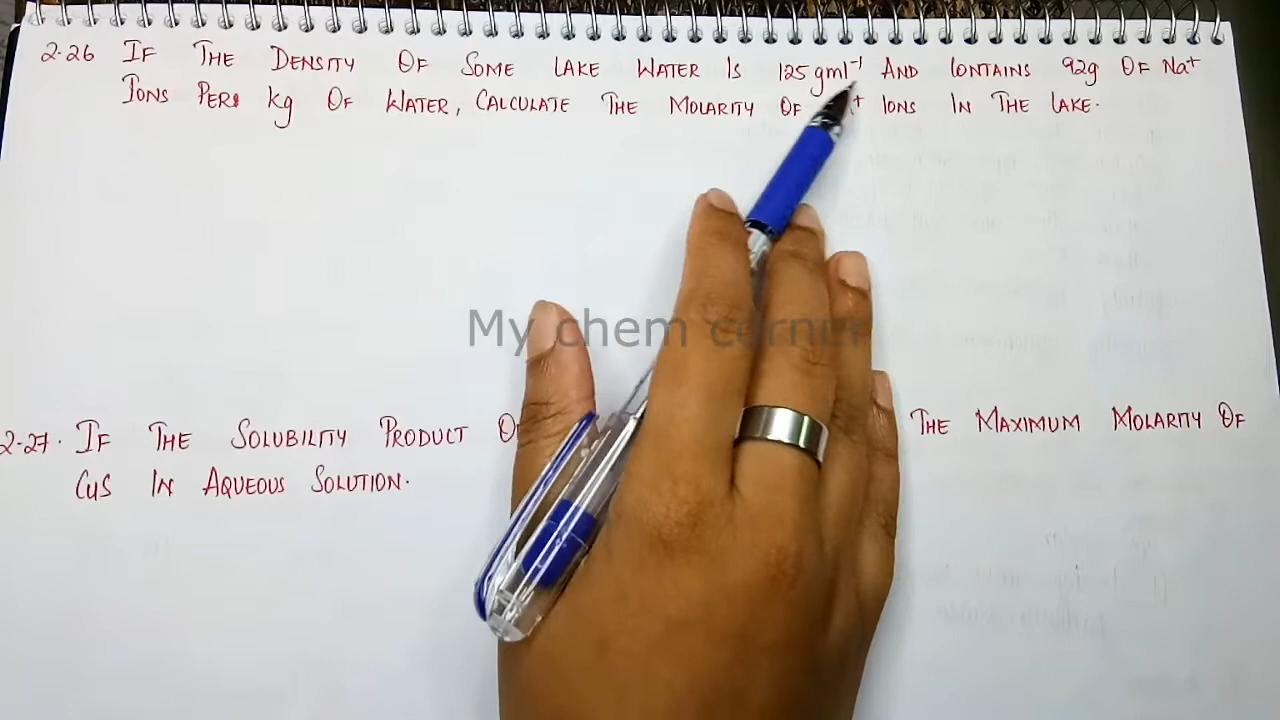 2.26 IF THE DENSITY OF SOME LAKE WATER IS 125 gml⁻¹ AND CONTAINS 92g OF Na⁺
IONS PER kg OF WATER, CALCULATE THE MOLARITY OF IONS IN THE LAKE.
My chem corner
2.27. IF THE SOLUBILITY PRODUCT THE MAXIMUM MOLARITY OF
CuS IN AQUEOUS SOLUTION.